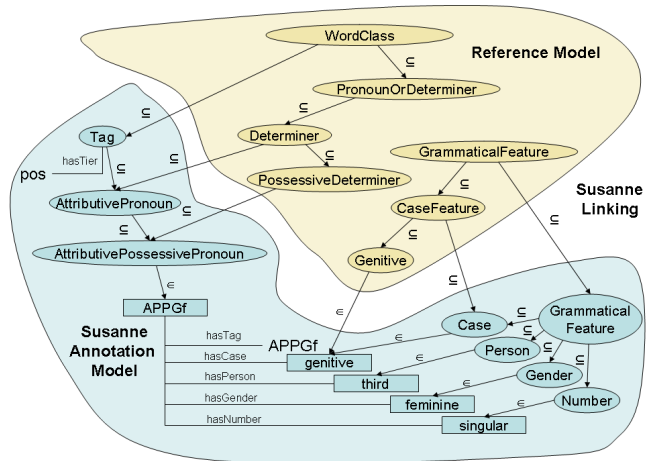 WordClass
Reference Model
⊆
⊆
PronounOrDeterminer
⊆
Tag
Determiner
⊆
GrammaticalFeature
hasTier
pos
⊆
⊆
PossessiveDeterminer
⊆
Susanne
Linking
AttributivePronoun
⊆
CaseFeature
⊆
⊆
⊆
AttributivePossessivePronoun
Genitive
∈
⊆
APPGf
∈
Grammatical
Feature
Susanne
Annotation
Model
hasTag
APPGf
Case
⊆
⊆
∈
Person
⊆
⊆
hasCase
genitive
∈
hasPerson
third
Gender
∈
hasGender
feminine
Number
∈
hasNumber
singular